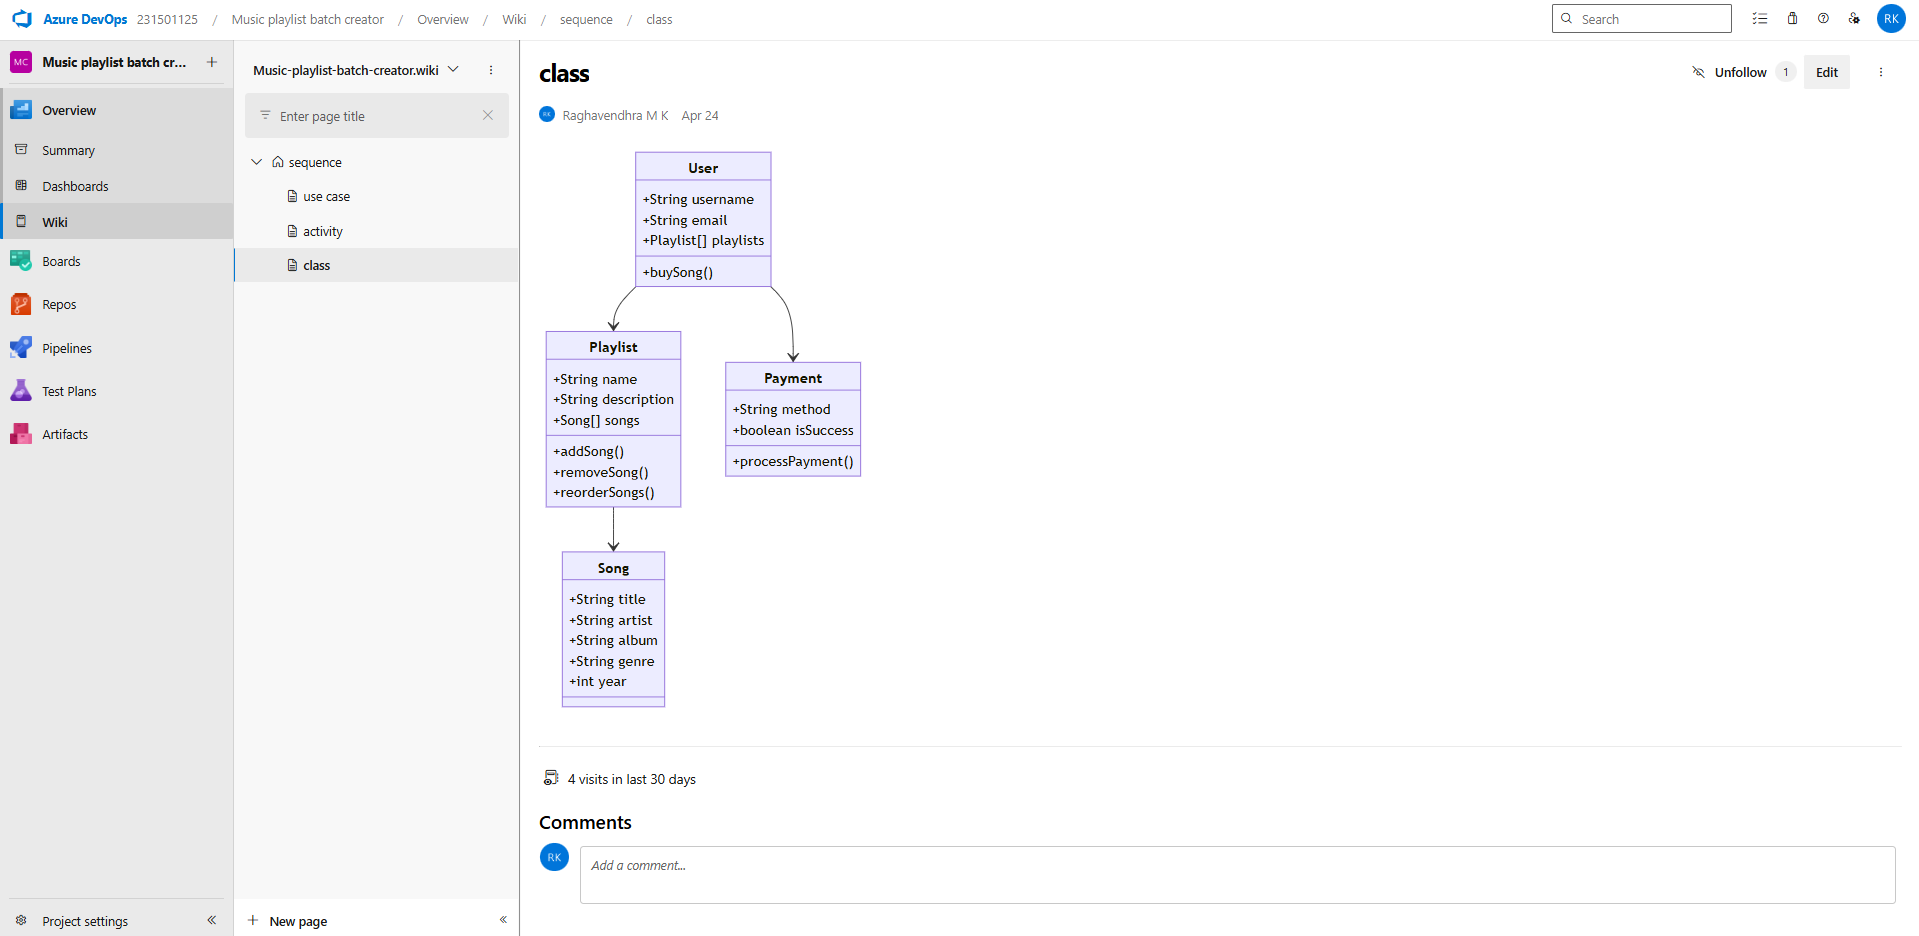 Azure DevOps 231501125 / Music playlist batch creator / Overview / Wiki / sequence / class
Search
RK
MC Music playlist batch cr...
Overview
Summary
Dashboards
Wiki
Boards
Repos
Pipelines
Test Plans
Artifacts
Project settings
Music-playlist-batch-creator.wiki
Enter page title
sequence
use case
activity
class
New page
class
Unfollow 1 Edit
RK Raghavendhra M K Apr 24
User
+String username
+String email
+Playlist[] playlists
+buySong()
Playlist
+String name
+String description
+Song[] songs
+addSong()
+removeSong()
+reorderSongs()
Payment
+String method
+boolean isSuccess
+processPayment()
Song
+String title
+String artist
+String album
+String genre
+int year
4 visits in last 30 days
Comments
RK
Add a comment...